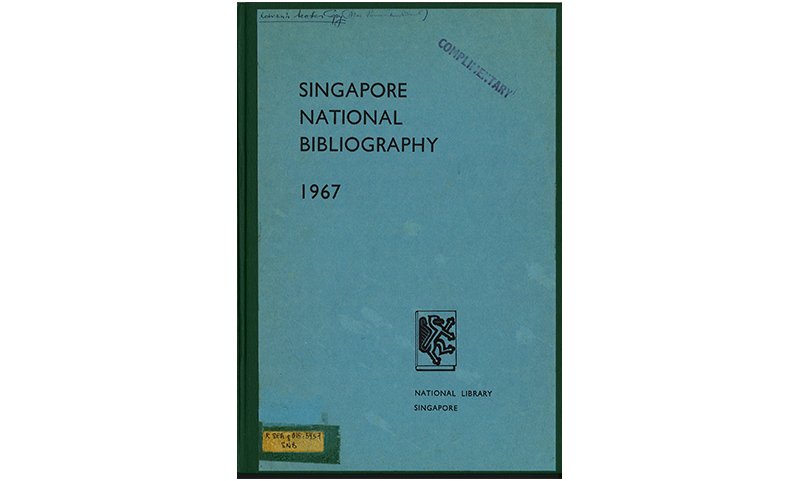 COMPLIMENTARY
SINGAPORE
NATIONAL
BIBLIOGRAPHY
1967
NATIONAL LIBRARY
SINGAPORE
SNB